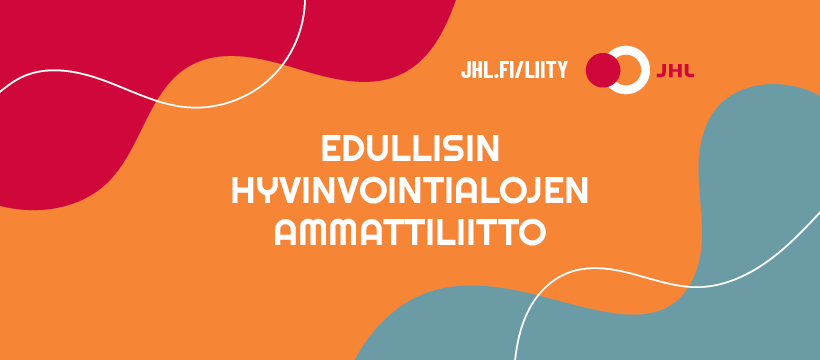 JHL.FI/LIITY
JHL
EDULLISIN
HYVINVOINTIALOJEN
AMMATTILIITTO